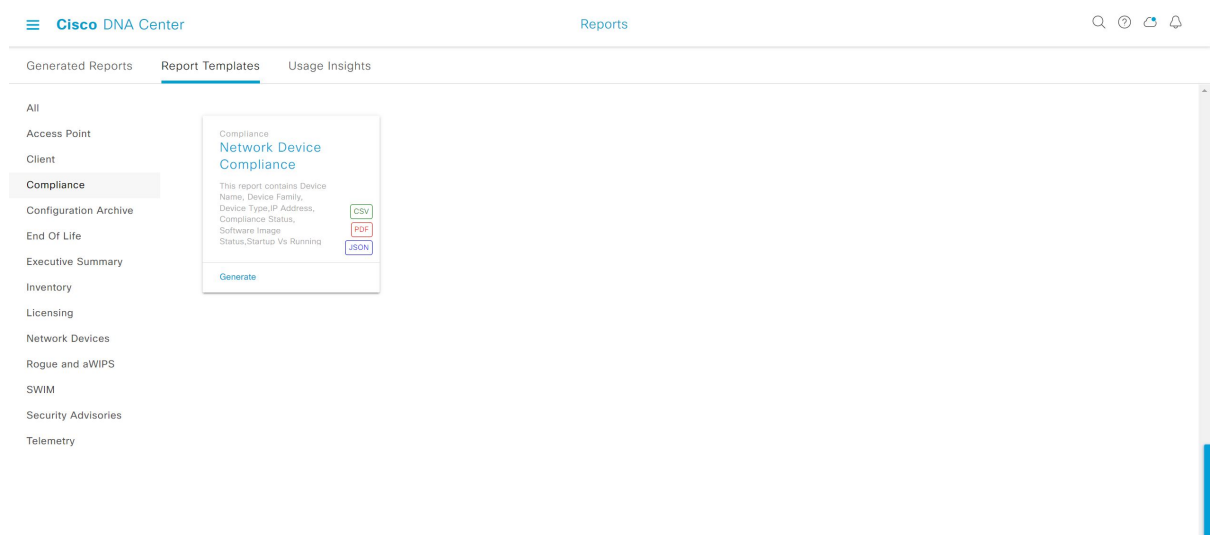 Cisco DNA Center
Reports
Generated Reports
Report Templates
Usage Insights
All
Access Point
Client
Compliance
Configuration Archive
End Of Life
Executive Summary
Inventory
Licensing
Network Devices
Rogue and aWIPS
SWIM
Security Advisories
Telemetry
Compliance
Network Device
Compliance
This report contains Device
Name, Device Family,
Device Type,IP Address,
Compliance Status,
Software Image
Status,Startup Vs Running
CSV
PDF
JSON
Generate